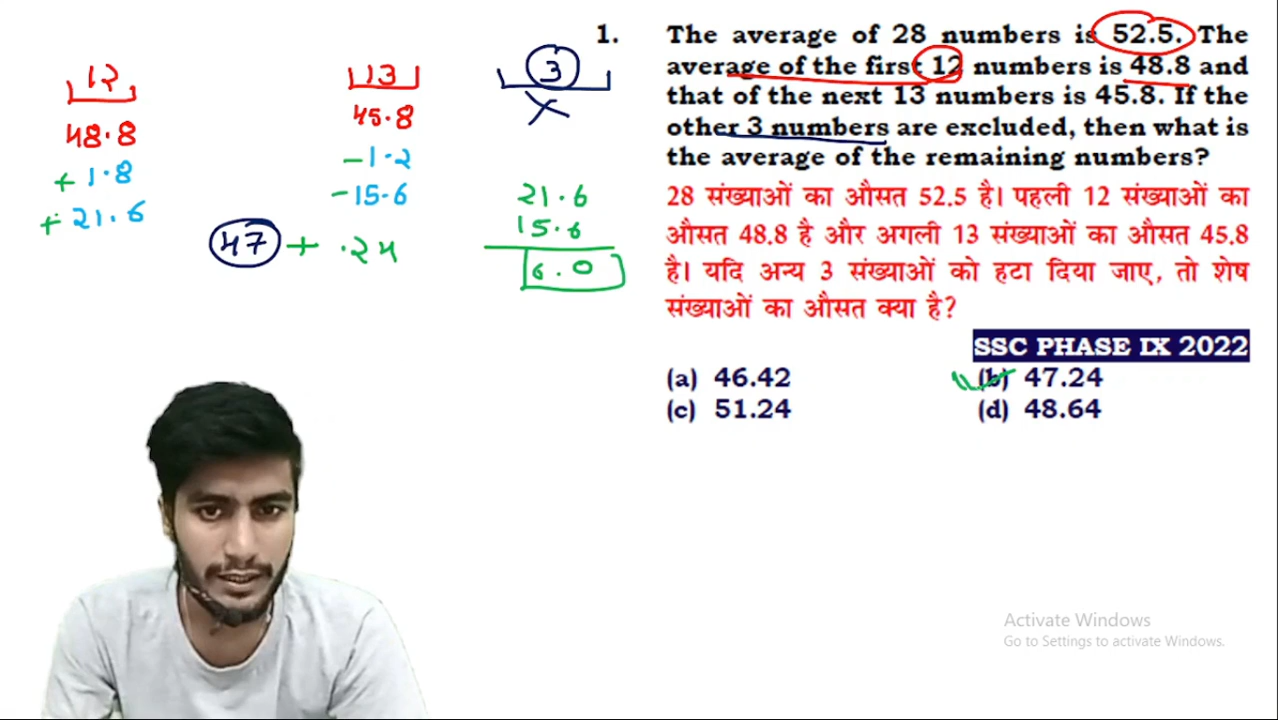 1. The average of 28 numbers is 52.5. The
average of the first 12 numbers is 48.8 and
that of the next 13 numbers is 45.8. If the
other 3 numbers are excluded, then what is
the average of the remaining numbers?
28 संख्याओं का औसत 52.5 है। पहली 12 संख्याओं का
औसत 48.8 है और अगली 13 संख्याओं का औसत 45.8
है। यदि अन्य 3 संख्याओं को हटा दिया जाए, तो शेष
संख्याओं का औसत क्या है?
SSC PHASE IX 2022
(a) 46.42 (b) 47.24
(c) 51.24 (d) 48.64
12
48.8
+ 1.8
+ 21.6
13
45.8
- 1.2
- 15.6
47 + .24
3
21.6
15.6
6.0
Activate Windows
Go to Settings to activate Windows.